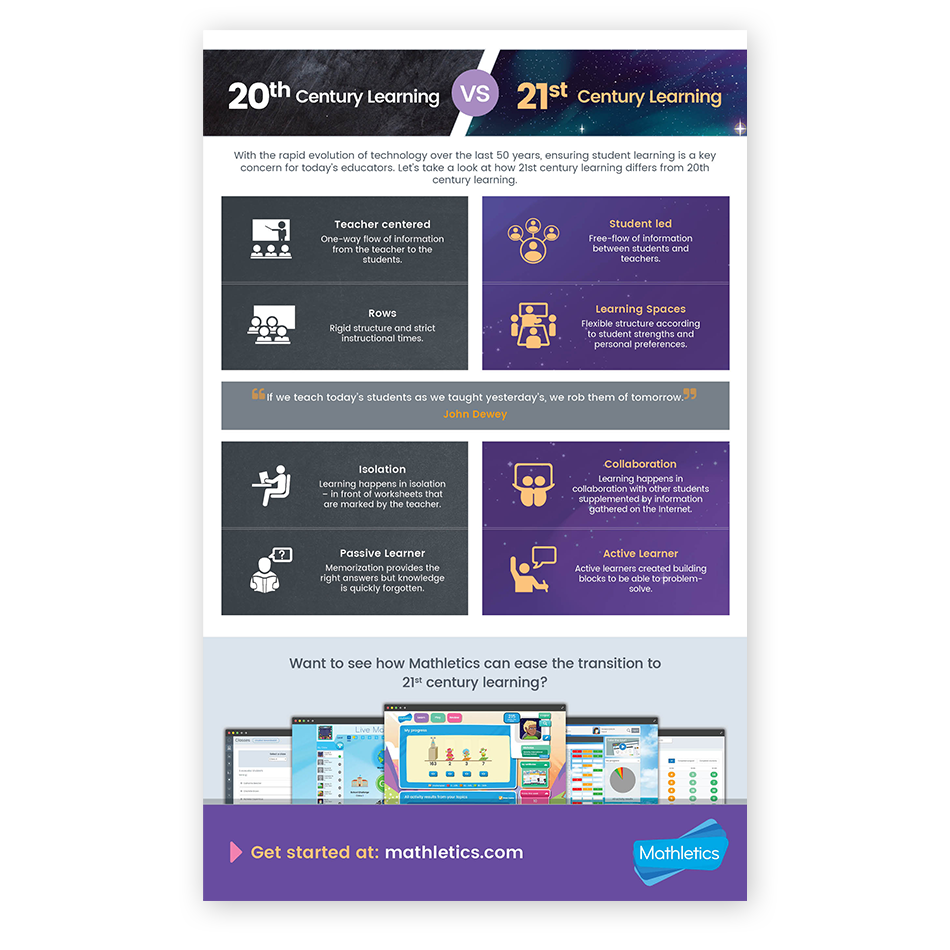 20th Century Learning
VS
21st Century Learning
With the rapid evolution of technology over the last 50 years, ensuring student learning is a key
concern for today's educators. Let's take a look at how 21st century learning differs from 20th
century learning.
Teacher centered
One-way flow of information
from the teacher to the
students.
Student led
Free-flow of information
between students and
teachers.
Rows
Rigid structure and strict
instructional times.
Learning Spaces
Flexible structure according
to student strengths and
personal preferences.
“If we teach today's students as we taught yesterday's, we rob them of tomorrow.”
John Dewey
Isolation
Learning happens in isolation
– in front of worksheets that
are marked by the teacher.
Collaboration
Learning happens in
collaboration with other students
supplemented by information
gathered on the Internet.
Passive Learner
Memorization provides the
right answers but knowledge
is quickly forgotten.
?
Active Learner
Active learners created building
blocks to be able to problem-
solve.
Want to see how Mathletics can ease the transition to
21st century learning?
Live
My progress
163 2 3 7
All activity results from your topics
Get started at: mathletics.com
Mathletics